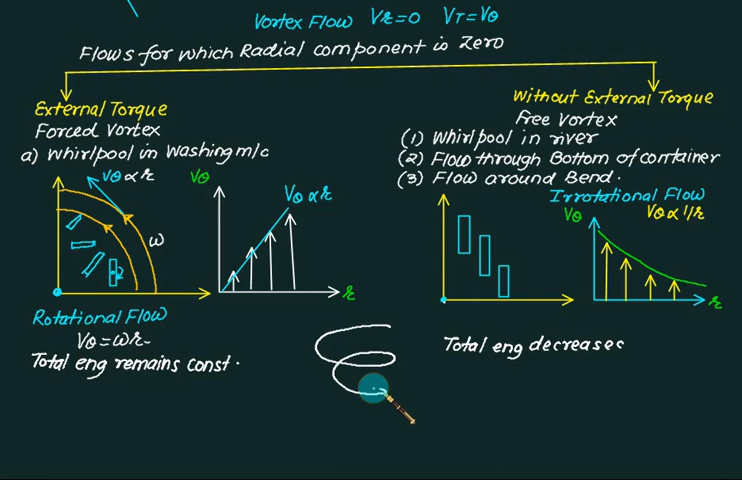 Vortex Flow Vr=0 VT=Vθ
Flows for which Radial component is Zero
External Torque
Forced Vortex
a) Whirlpool in Washing m/c
Vθ∝r
ω
Vθ
Vθ∝r
r
Rotational Flow
Vθ=ωr
Total eng remains const.
Without External Torque
Free Vortex
(1) Whirlpool in river
(2) Flow through Bottom of container
(3) Flow around Bend.
Irrotational Flow
Vθ
Vθ∝1/r
r
Total eng decreases